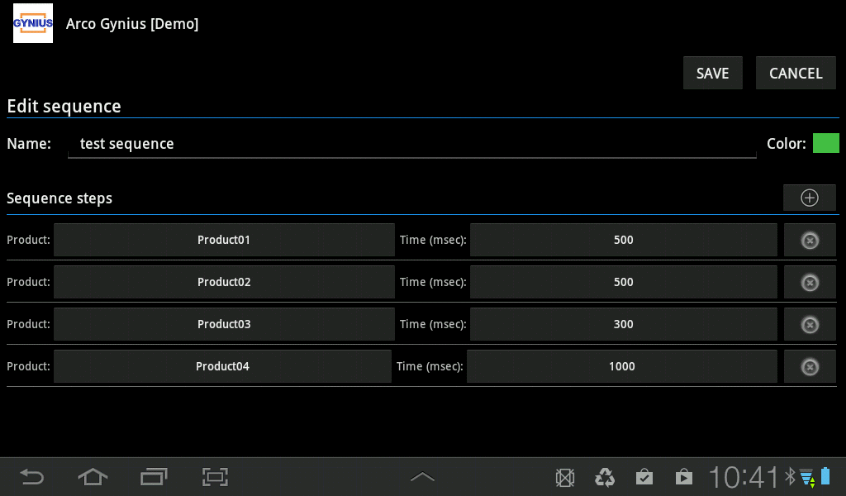 GYNIUS Arco Gynius [Demo]
SAVE CANCEL
Edit sequence
Name: test sequence Color:
Sequence steps
Product: Product01 Time (msec): 500
Product: Product02 Time (msec): 500
Product: Product03 Time (msec): 300
Product: Product04 Time (msec): 1000
10:41